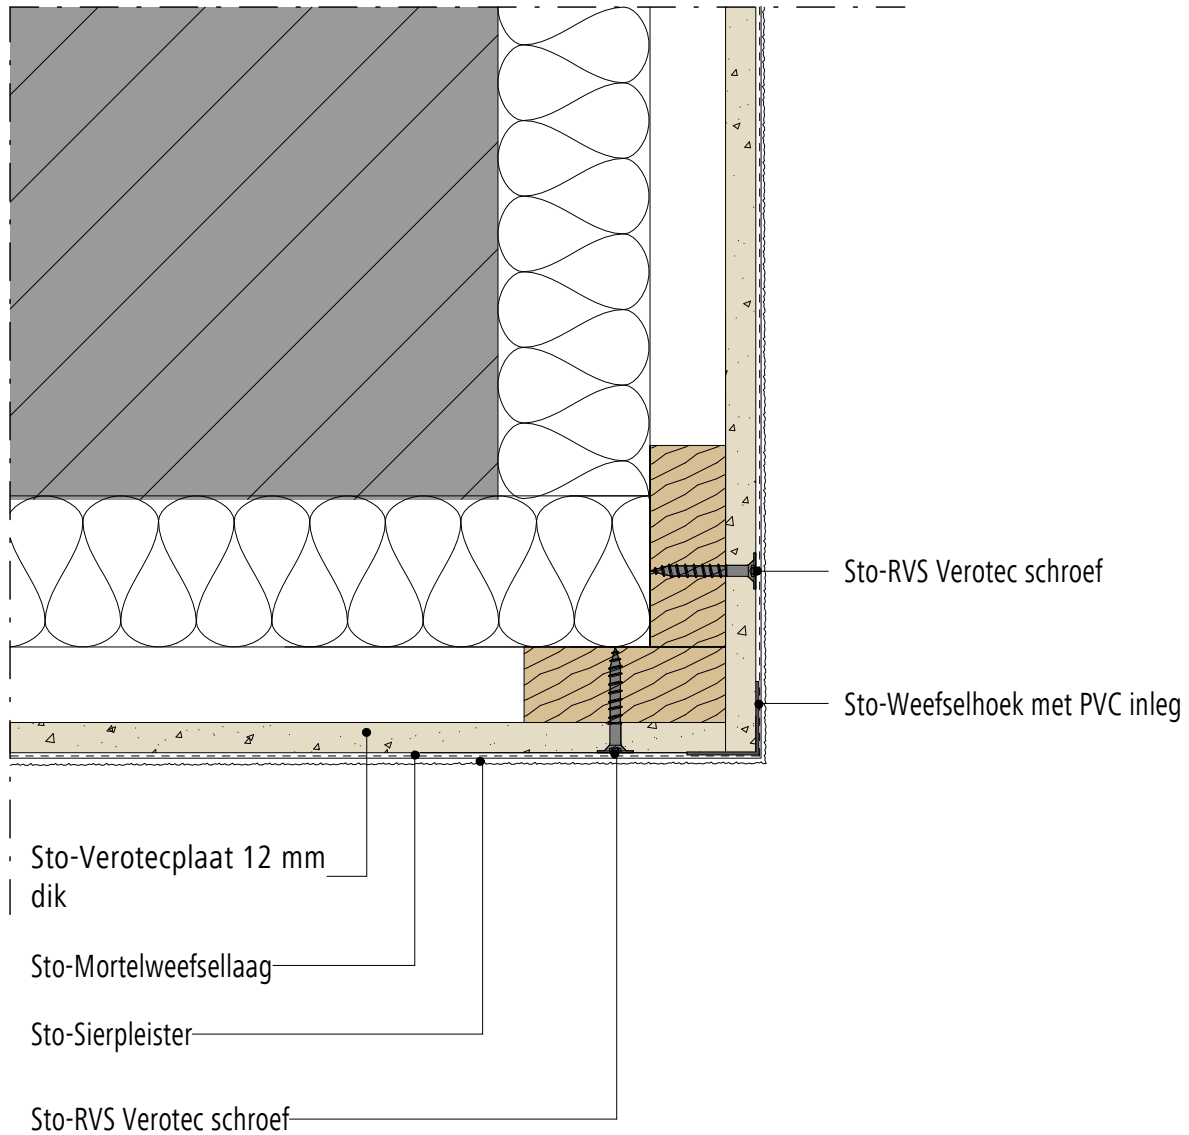 Sto-RVS Verotec schroef
Sto-Weefselhoek met PVC inleg
Sto-Verotecplaat 12 mm
dik
Sto-Mortelweefsellaag
Sto-Sierpleister
Sto-RVS Verotec schroef